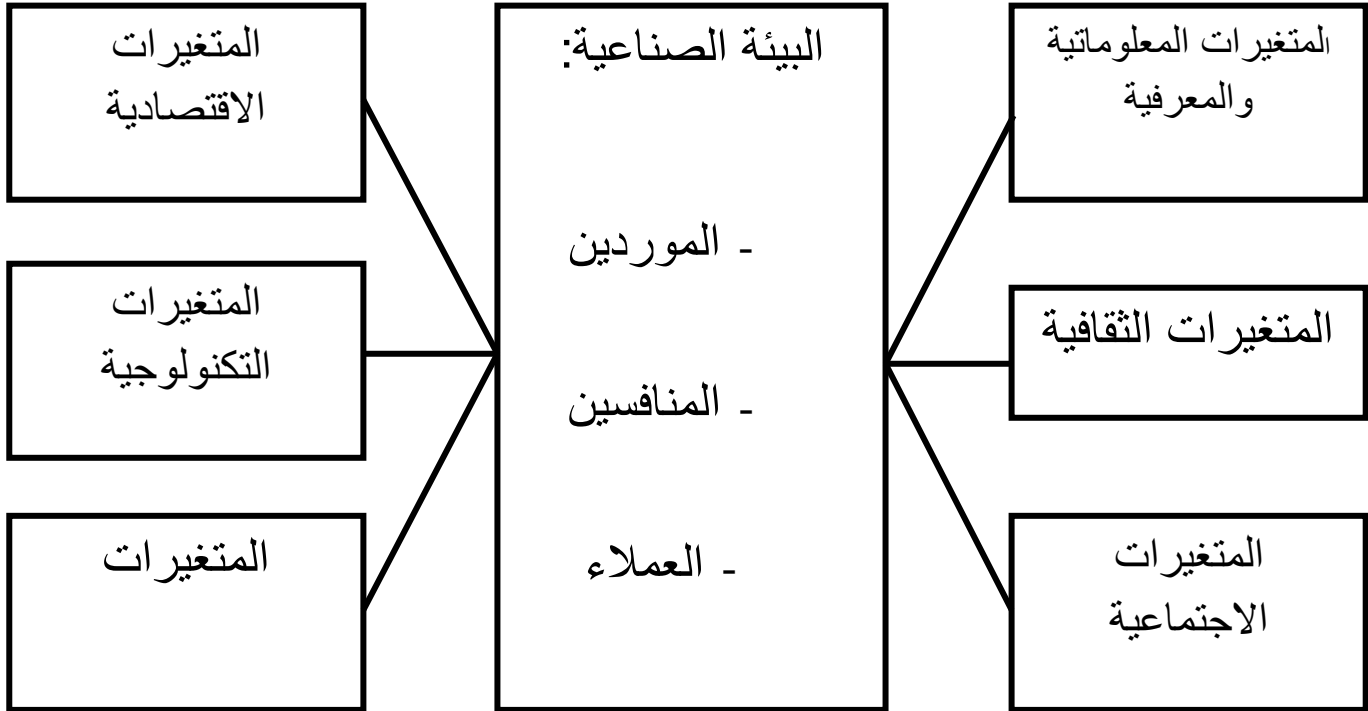 المتغيرات المعلوماتية
والمعرفية
المتغيرات الثقافية
المتغيرات
الاجتماعية
البيئة الصناعية:
- الموردين
- المنافسين
- العملاء
المتغيرات
الاقتصادية
المتغيرات
التكنولوجية
المتغيرات